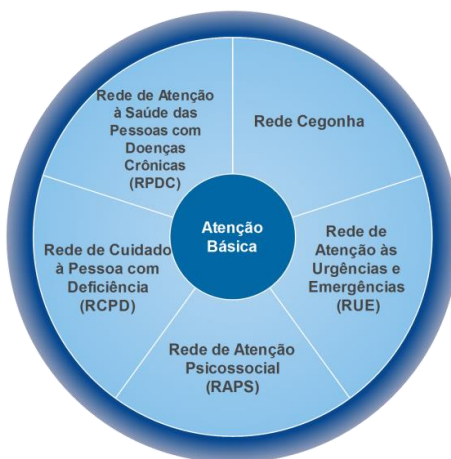 Rede de Atenção
à Saúde das
Pessoas com
Doenças
Crônicas
(RPDC)
Rede Cegonha
Atenção
Básica
Rede de Cuidado
à Pessoa com
Deficiência
(RCPD)
Rede de
Atenção às
Urgências e
Emergências
(RUE)
Rede de Atenção
Psicossocial
(RAPS)